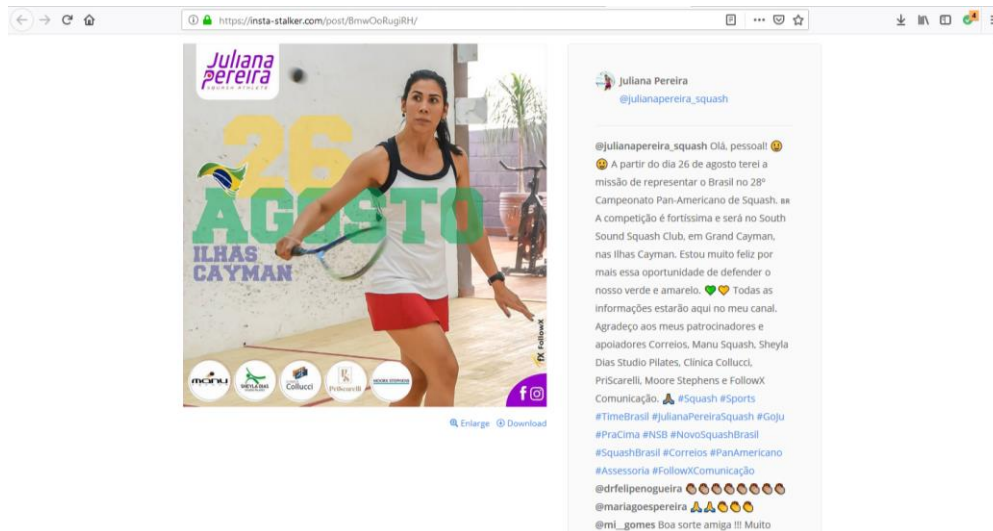 https://insta-stalker.com/post/BmwOoRugiRH/
4
Juliana
Pereira
SQUASH ATHLETE
26
AGOSTO
ILHAS
CAYMAN
fX FollowX
manu
SHEYLA DIAS
Collucci
PriScarelli
MOORE STEPHENS
Enlarge Download
Juliana Pereira
@julianapereira_squash
@julianapereira_squash Olá, pessoal! 😀
😀 A partir do dia 26 de agosto terei a
missão de representar o Brasil no 28º
Campeonato Pan-Americano de Squash. BR
A competição é fortíssima e será no South
Sound Squash Club, em Grand Cayman,
nas Ilhas Cayman. Estou muito feliz por
mais essa oportunidade de defender o
nosso verde e amarelo. 💚 💛 Todas as
informações estarão aqui no meu canal.
Agradeço aos meus patrocinadores e
apoiadores Correios, Manu Squash, Sheyla
Dias Studio Pilates, Clínica Collucci,
PriScarelli, Moore Stephens e FollowX
Comunicação. 🙏🏽 #Squash #Sports
#TimeBrasil #JulianaPereiraSquash #GoJu
#PraCima #NSB #NovoSquashBrasil
#SquashBrasil #Correios #PanAmericano
#Assessoria #FollowXComunicação
@drfelipenogueira 👏🏽👏🏽👏🏽👏🏽👏🏽👏🏽👏🏽👏🏽
@mariagoespereira 🙏🙏👏👏👏
@mi__gomes Boa sorte amiga !!! Muito